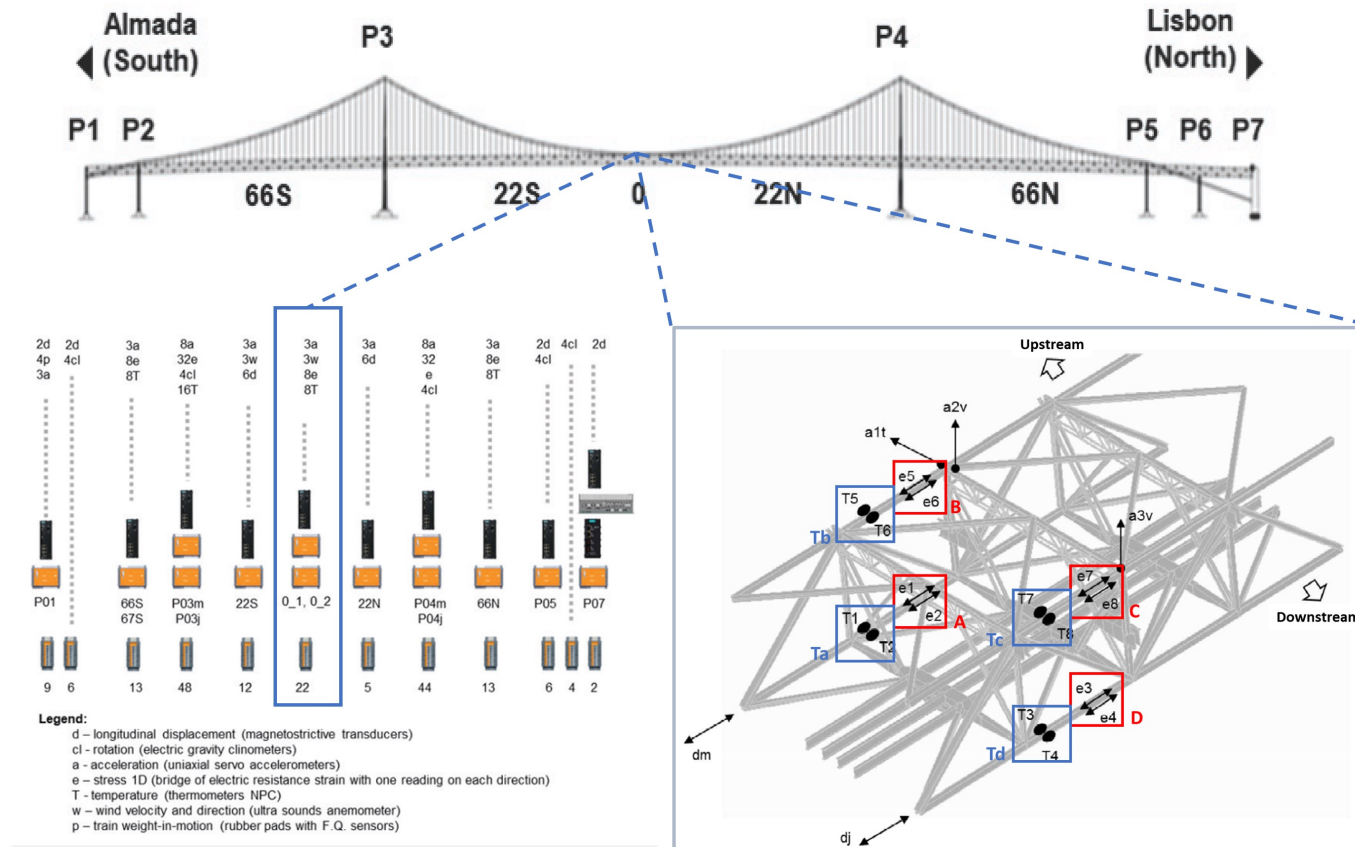 Almada
(South)
P3
P4
Lisbon
(North)
P1
P2
P5
P6
P7
66S
22S
0
22N
66N
2d
4p
3a
2d
4cl
3a
8e
8T
8a
32e
4cl
16T
3a
3w
6d
3a
3w
8e
8T
3a
6d
8a
32
e
4cl
3a
8e
8T
2d
4cl
4cl
2d
P01
66S
67S
P03m
P03j
22S
0_1, 0_2
22N
P04m
P04j
66N
P05
P07
9
6
13
48
12
22
5
44
13
6
4
2
Legend:
d – longitudinal displacement (magnetostrictive transducers)
cl - rotation (electric gravity clinometers)
a - acceleration (uniaxial servo accelerometers)
e – stress 1D (bridge of electric resistance strain with one reading on each direction)
T - temperature (thermometers NPC)
w – wind velocity and direction (ultra sounds anemometer)
p – train weight-in-motion (rubber pads with F.Q. sensors)
Upstream
a2v
a1t
e5
e6
B
T5
T6
Tb
a3v
e7
e8
C
e1
e2
A
T7
T8
Tc
T1
T2
Ta
Downstream
e3
e4
D
T3
T4
Td
dm
dj